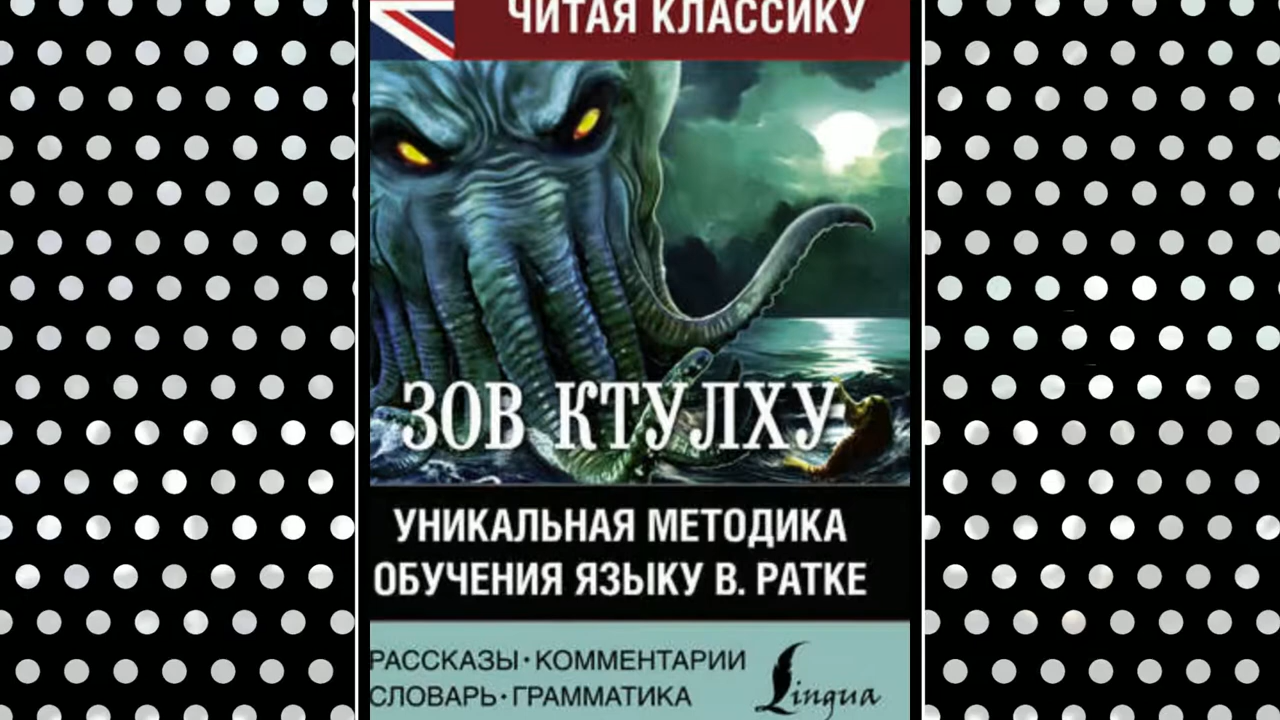 ЧИТАЯ КЛАССИКУ
ЗОВ КТУЛХУ
УНИКАЛЬНАЯ МЕТОДИКА
ОБУЧЕНИЯ ЯЗЫКУ В. РАТКЕ
РАССКАЗЫ · КОММЕНТАРИИ
СЛОВАРЬ · ГРАММАТИКА
Lingua